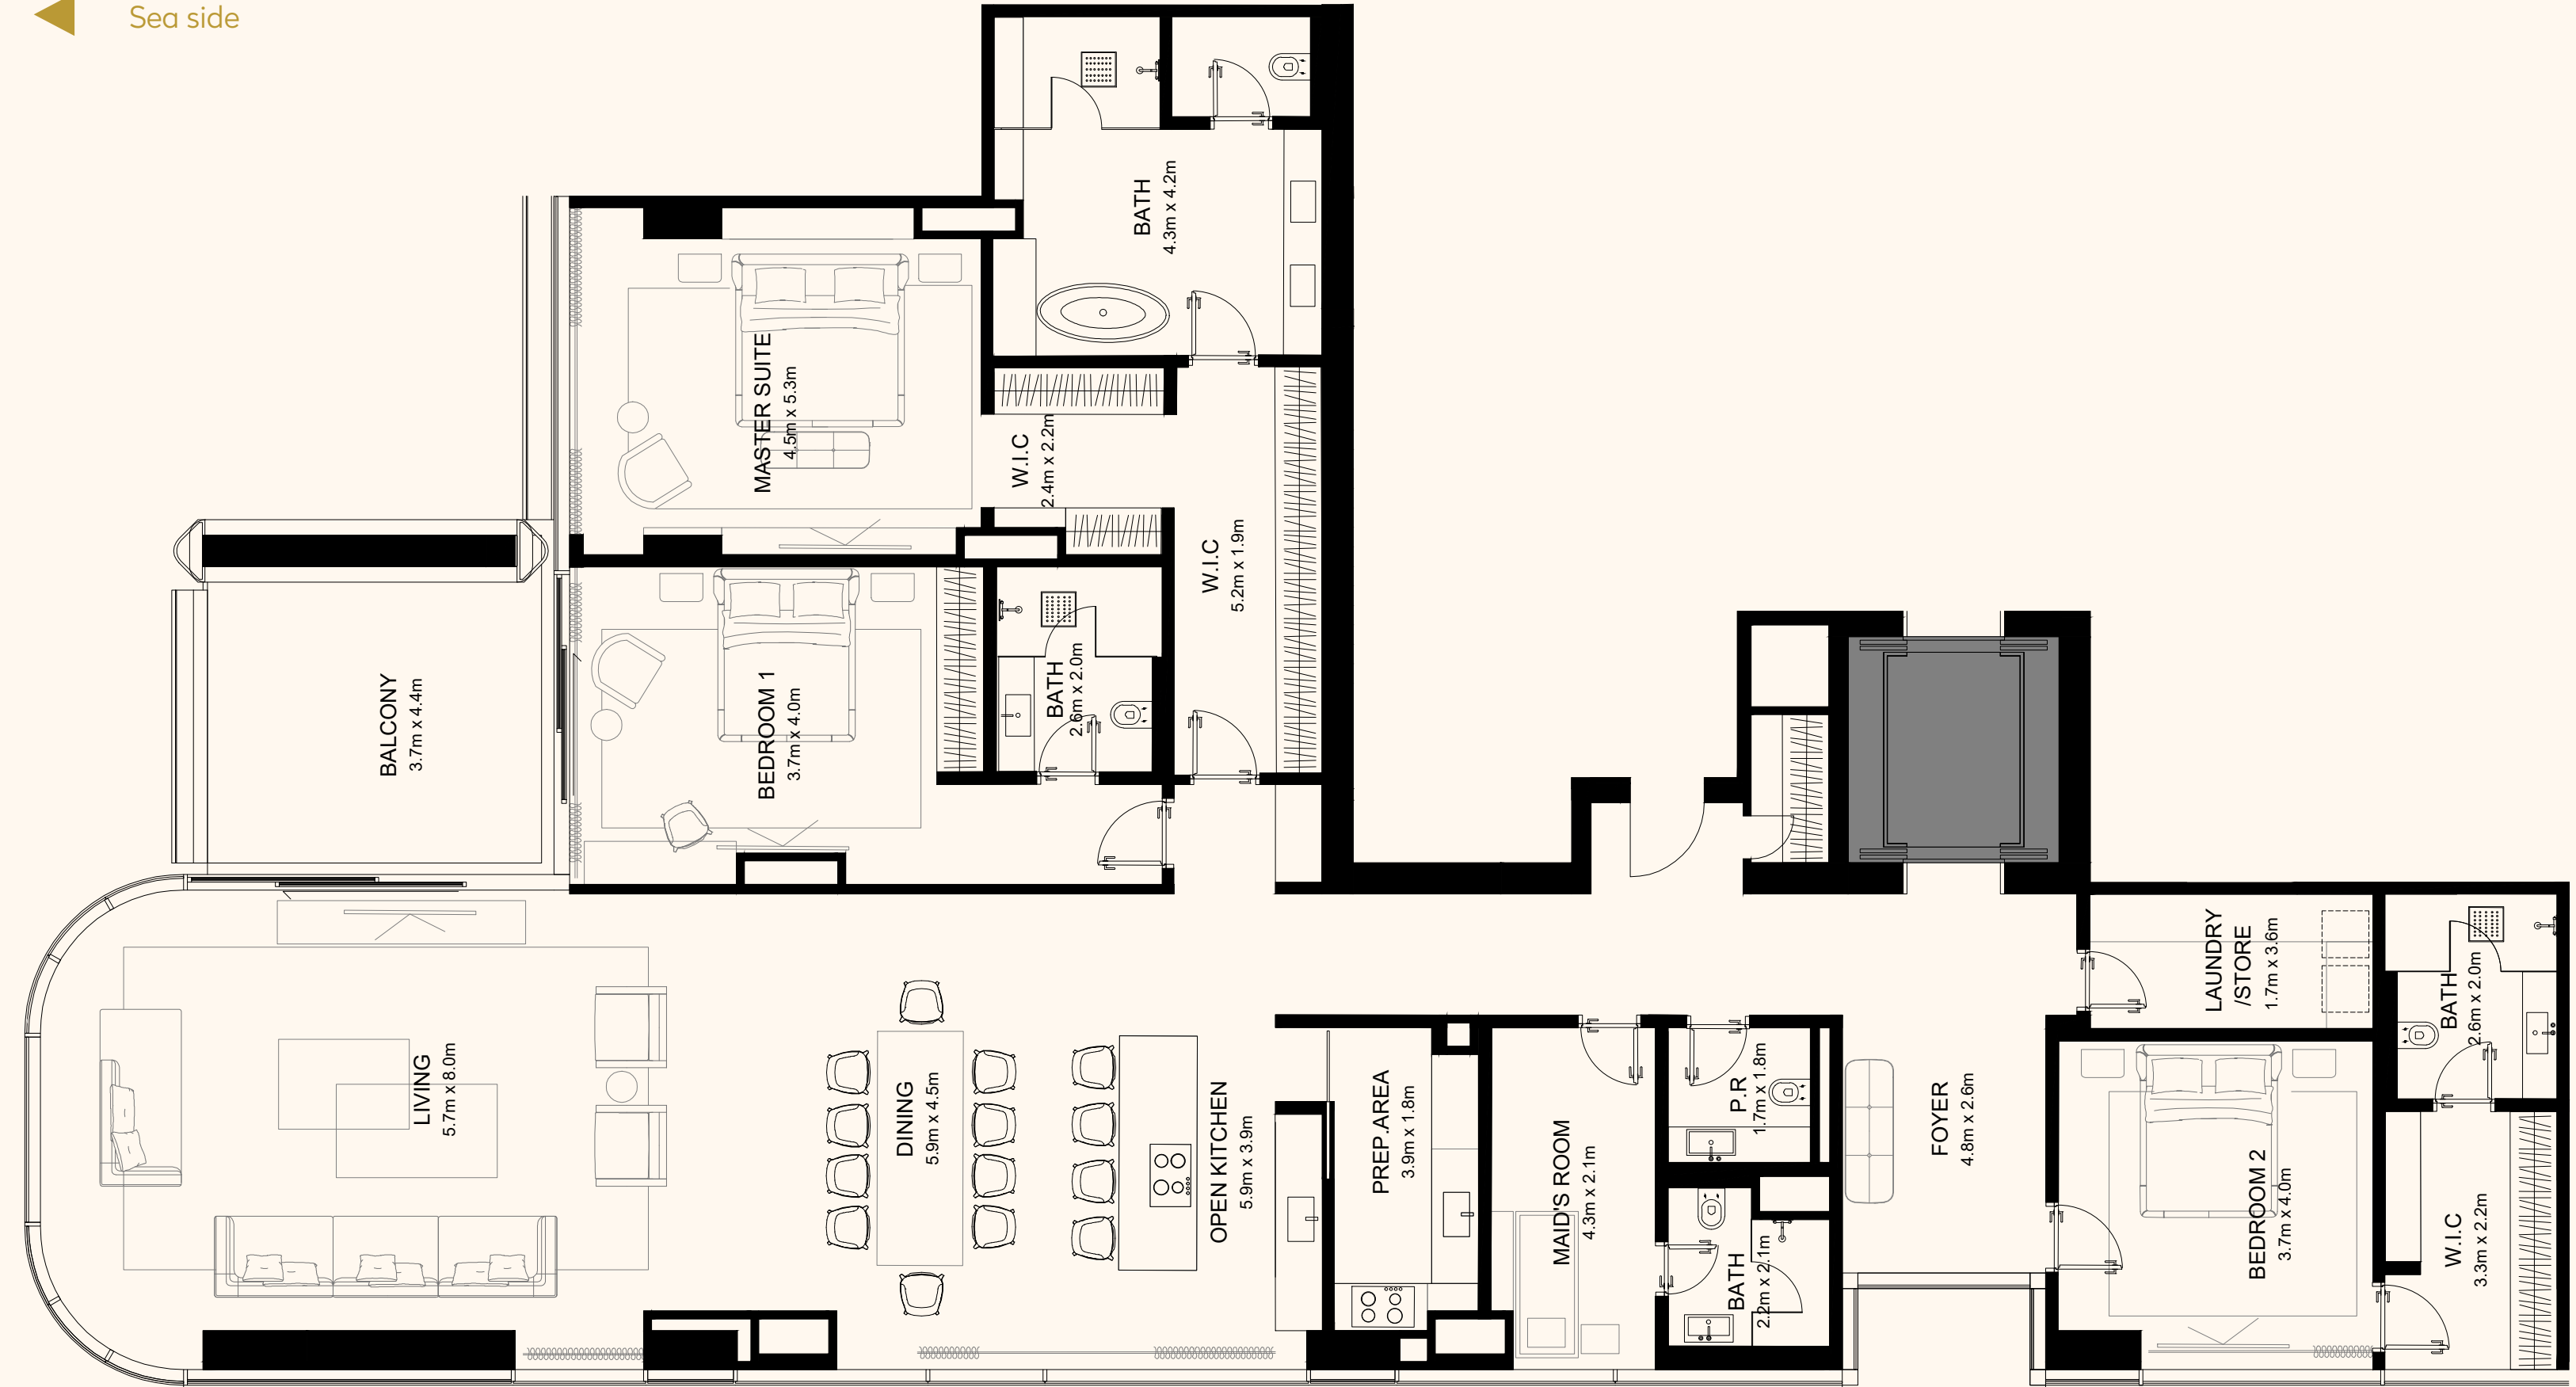 Sea side
BATH
4.3m x 4.2m
MASTER SUITE
4.5m x 5.3m
W.I.C
2.4m x 2.2m
W.I.C
5.2m x 1.9m
BALCONY
3.7m x 4.4m
BEDROOM 1
3.7m x 4.0m
BATH
2.6m x 2.0m
LIVING
5.7m x 8.0m
DINING
5.9m x 4.5m
OPEN KITCHEN
5.9m x 3.9m
PREP.AREA
3.9m x 1.8m
MAID'S ROOM
4.3m x 2.1m
P.R
1.7m x 1.8m
BATH
2.2m x 2.1m
FOYER
4.8m x 2.6m
LAUNDRY
/STORE
1.7m x 3.6m
BATH
2.6m x 2.0m
BEDROOM 2
3.7m x 4.0m
W.I.C
3.3m x 2.2m